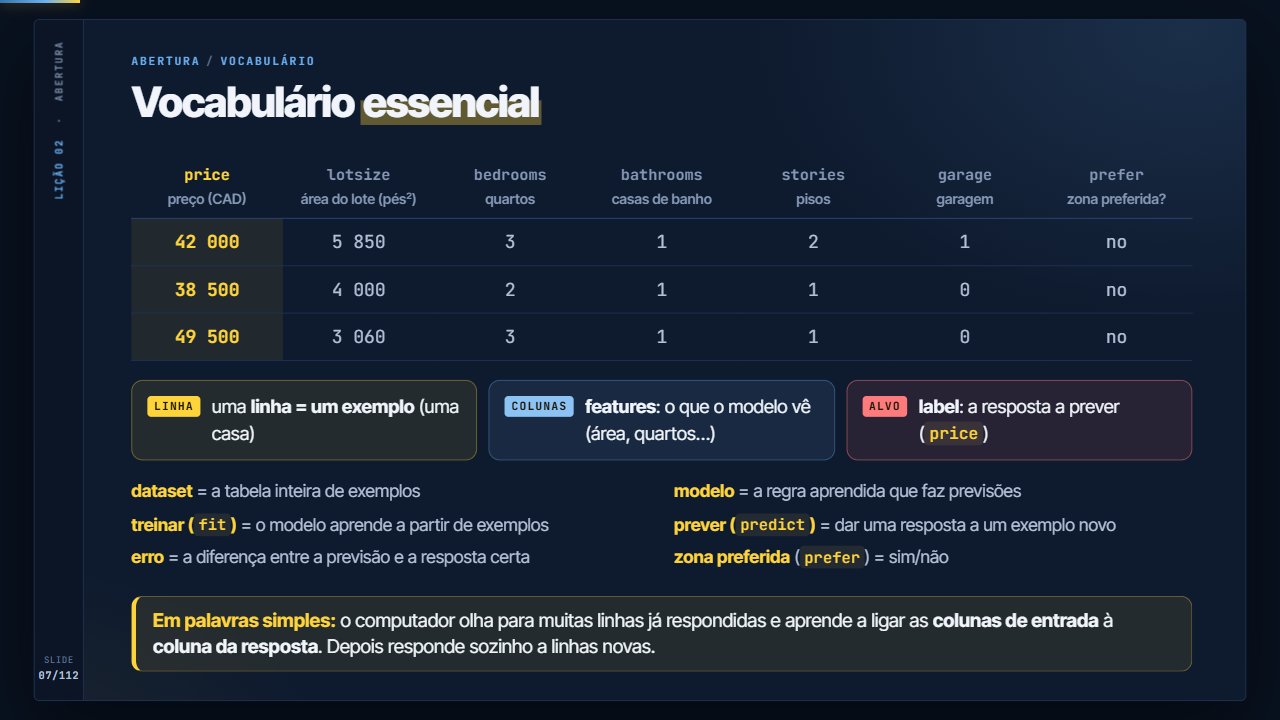 LIÇÃO 02 · ABERTURA
ABERTURA / VOCABULÁRIO
Vocabulário essencial
price lotsize bedrooms bathrooms stories garage prefer
preço (CAD) área do lote (pés²) quartos casas de banho pisos garagem zona preferida?
42 000 5 850 3 1 2 1 no
38 500 4 000 2 1 1 0 no
49 500 3 060 3 1 1 0 no
LINHA uma linha = um exemplo (uma
casa)
COLUNAS features: o que o modelo vê
(área, quartos…)
ALVO label: a resposta a prever
(price)
dataset = a tabela inteira de exemplos
modelo = a regra aprendida que faz previsões
treinar (fit) = o modelo aprende a partir de exemplos
prever (predict) = dar uma resposta a um exemplo novo
erro = a diferença entre a previsão e a resposta certa
zona preferida (prefer) = sim/não
Em palavras simples: o computador olha para muitas linhas já respondidas e aprende a ligar as colunas de entrada à
coluna da resposta. Depois responde sozinho a linhas novas.
SLIDE
07/112